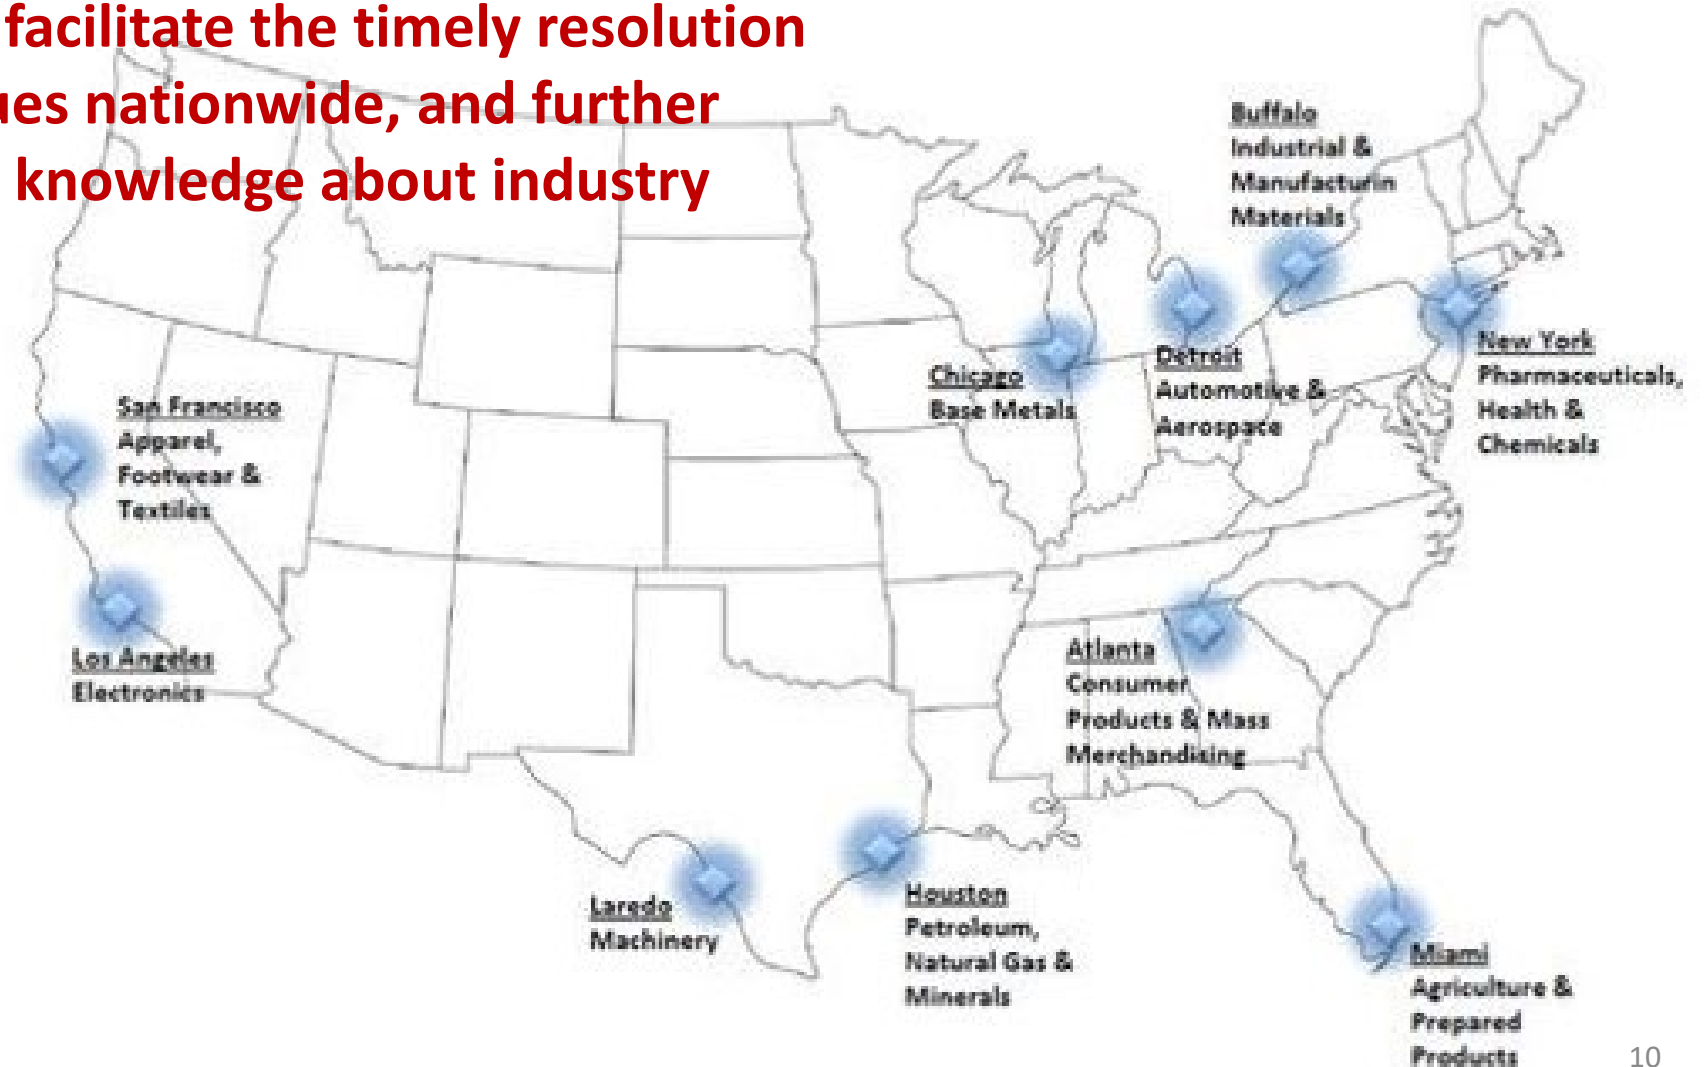 facilitate the timely resolution
ues nationwide, and further
knowledge about industry
Buffalo
Industrial &
Manufacturin
Materials
New York
Pharmaceuticals,
Health &
Chemicals
Detroit
Automotive &
Aerospace
Chicago
Base Metals
San Francisco
Apparel,
Footwear &
Textiles
Los Angeles
Electronics
Atlanta
Consumer
Products & Mass
Merchandising
Laredo
Machinery
Houston
Petroleum,
Natural Gas &
Minerals
Miami
Agriculture &
Prepared
Products
10